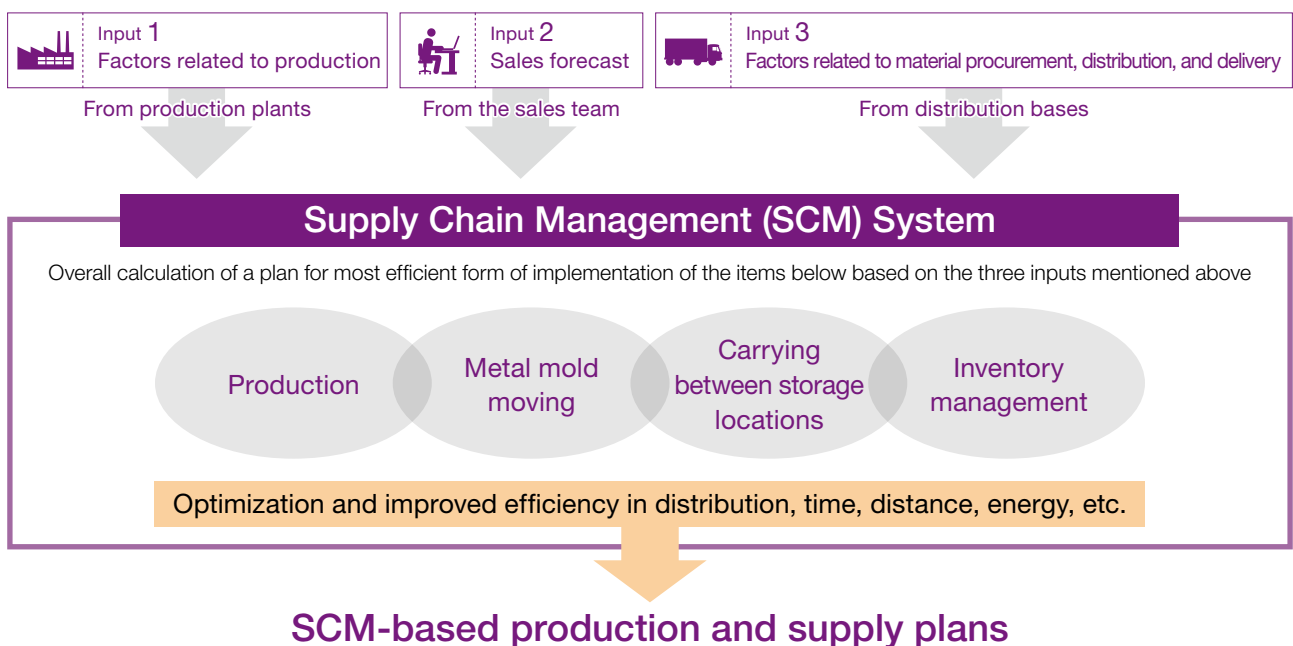 Input 1
Factors related to production
Input 2
Sales forecast
Input 3
Factors related to material procurement, distribution, and delivery
From production plants
From the sales team
From distribution bases
Supply Chain Management (SCM) System
Overall calculation of a plan for most efficient form of implementation of the items below based on the three inputs mentioned above
Production
Metal mold
moving
Carrying
between storage
locations
Inventory
management
Optimization and improved efficiency in distribution, time, distance, energy, etc.
SCM-based production and supply plans